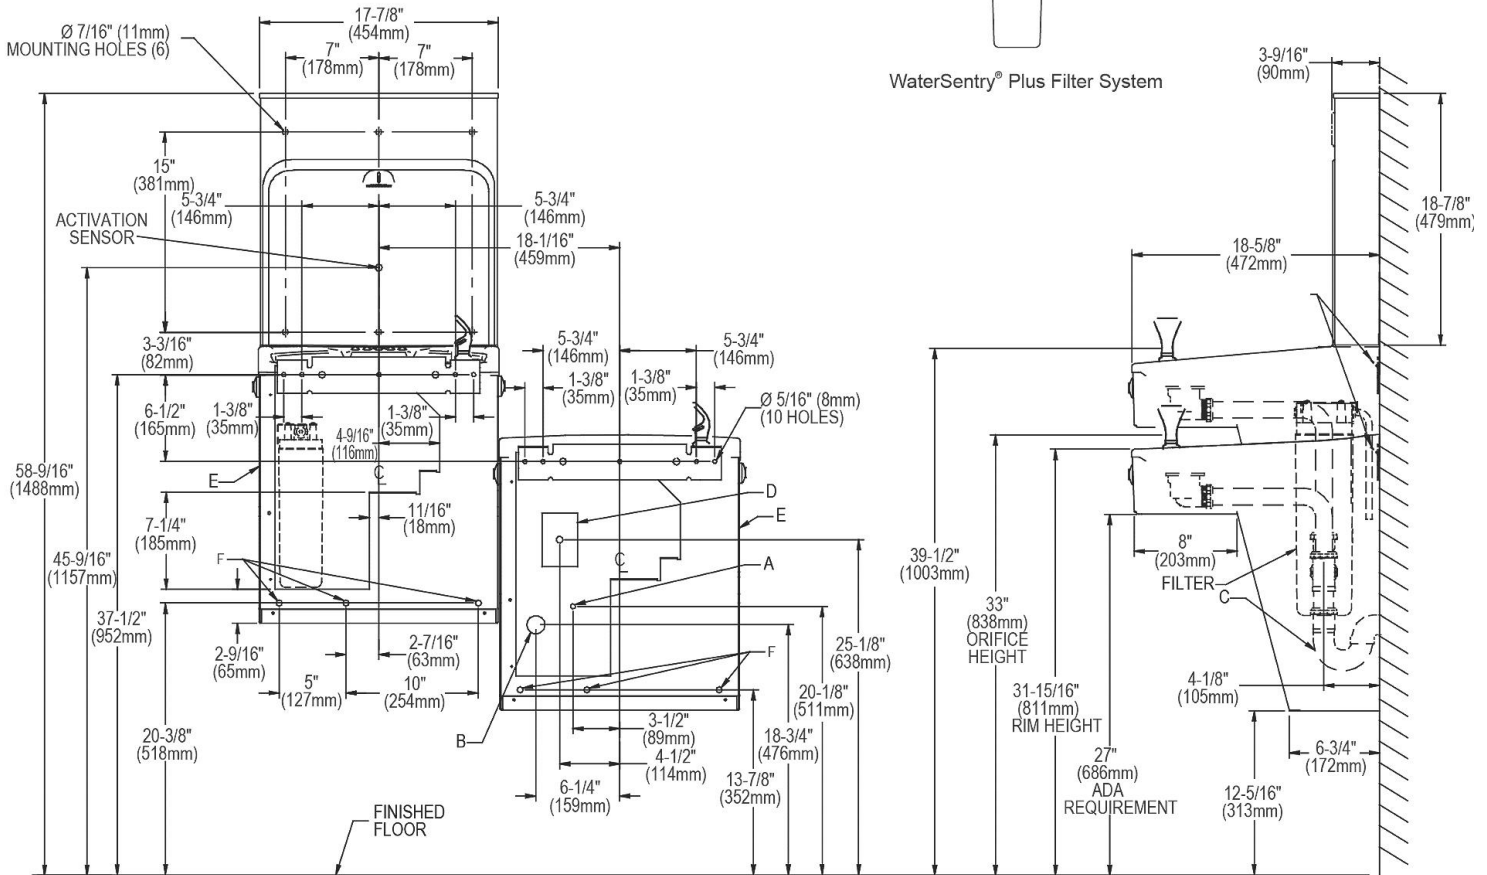 17-7/8"
(454mm)
Ø 7/16" (11mm)
MOUNTING HOLES (6)
7"
(178mm)
7"
(178mm)
WaterSentry® Plus Filter System
3-9/16"
(90mm)
15"
(381mm)
5-3/4"
(146mm)
5-3/4"
(146mm)
ACTIVATION
SENSOR
18-1/16"
(459mm)
18-7/8"
(479mm)
18-5/8"
(472mm)
3-3/16"
(82mm)
5-3/4"
(146mm)
5-3/4"
(146mm)
1-3/8"
(35mm)
1-3/8"
(35mm)
Ø 5/16" (8mm)
(10 HOLES)
6-1/2"
(165mm)
1-3/8"
(35mm)
1-3/8"
(35mm)
4-9/16"
(116mm)
C
L
58-9/16"
(1488mm)
E
D
E
11/16"
(18mm)
7-1/4"
(185mm)
F
C
L
A
45-9/16"
(1157mm)
39-1/2"
(1003mm)
8"
(203mm)
FILTER
C
37-1/2"
(952mm)
33"
(838mm)
ORIFICE
HEIGHT
2-9/16"
(65mm)
2-7/16"
(63mm)
F
25-1/8"
(638mm)
5"
(127mm)
10"
(254mm)
20-1/8"
(511mm)
31-15/16"
(811mm)
RIM HEIGHT
4-1/8"
(105mm)
20-3/8"
(518mm)
B
3-1/2"
(89mm)
18-3/4"
(476mm)
4-1/2"
(114mm)
27"
(686mm)
ADA
REQUIREMENT
6-3/4"
(172mm)
6-1/4"
(159mm)
13-7/8"
(352mm)
12-5/16"
(313mm)
FINISHED
FLOOR